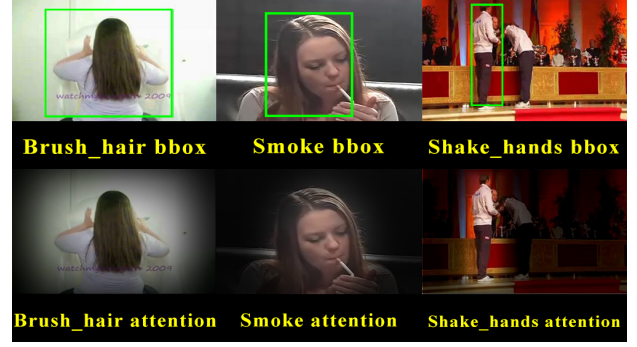 Brush_hair bbox
Smoke bbox
Shake_hands bbox
Brush_hair attention
Smoke attention
Shake_hands attention